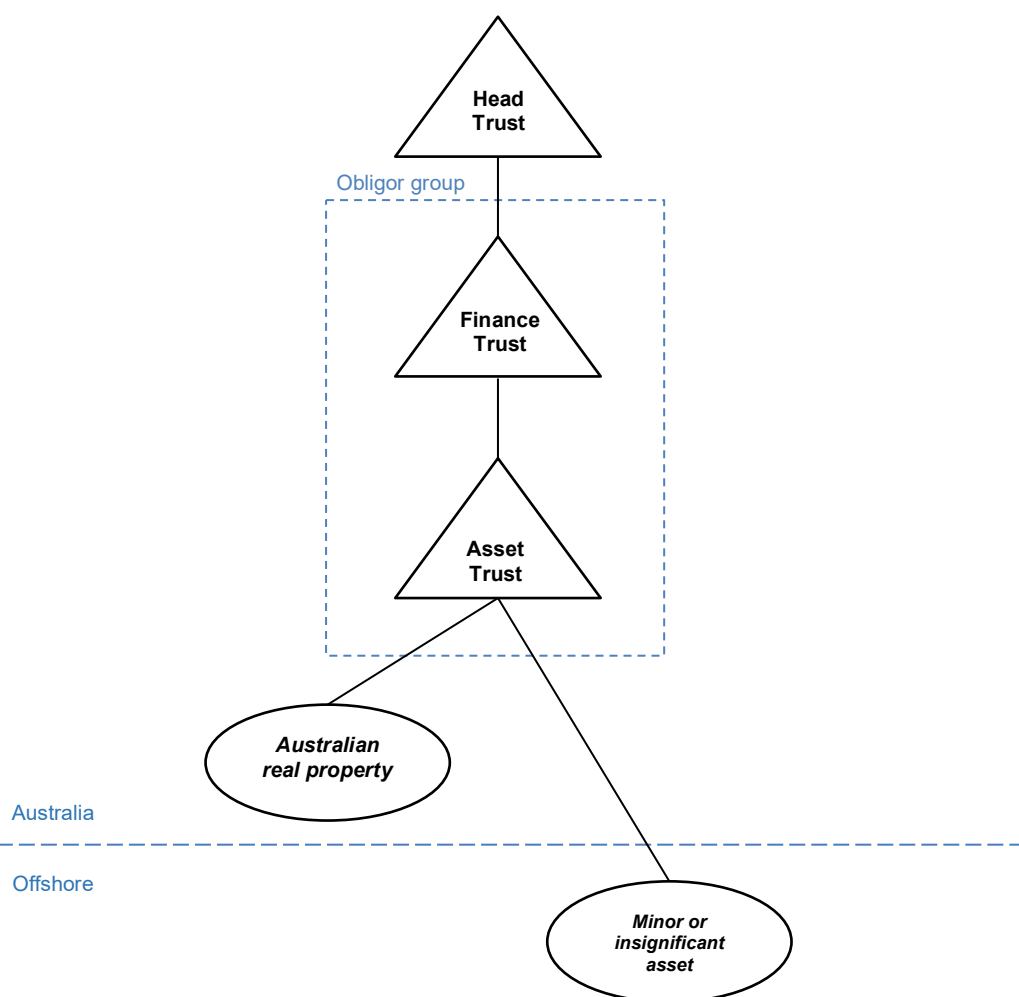 Head
Trust
Obligor group
Finance
Trust
Asset
Trust
Australian
real property
Australia
Offshore
Minor or
insignificant
asset